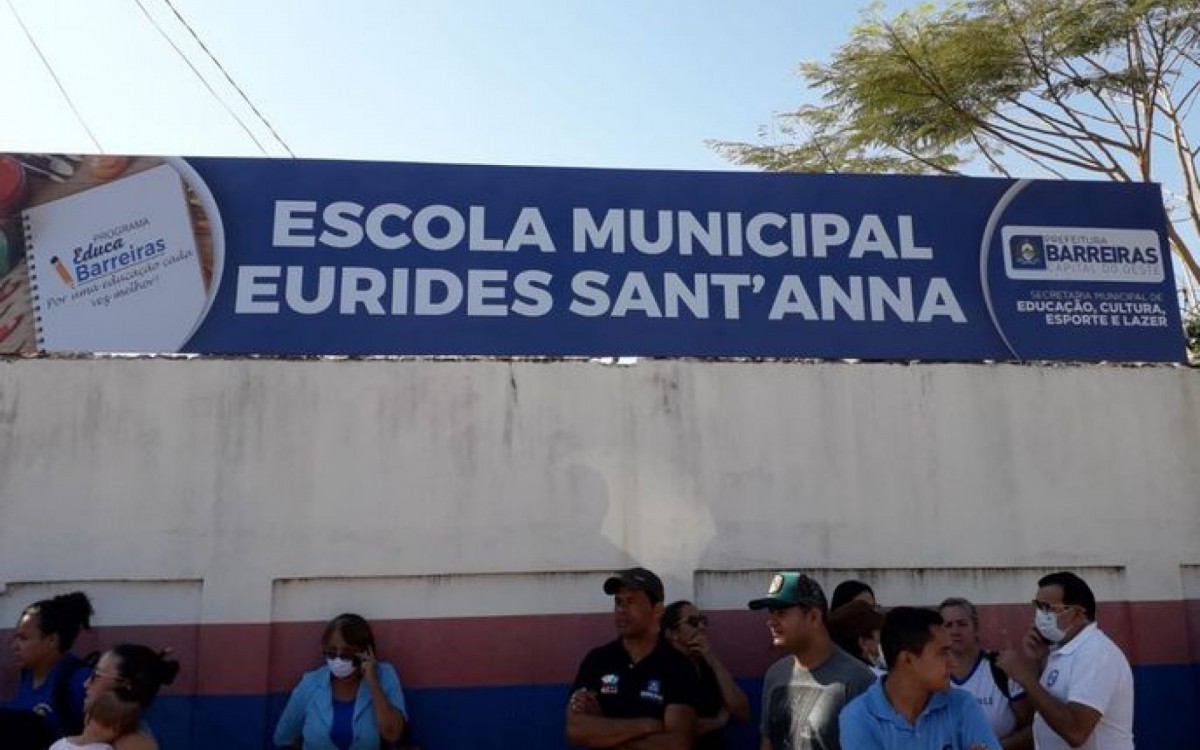 PROGRAMA
Educa
Barreiras
Por uma educação cada
vez melhor!
ESCOLA MUNICIPAL
EURIDES SANT'ANNA
PREFEITURA
BARREIRAS
CAPITAL DO OESTE
SECRETARIA MUNICIPAL DE
EDUCAÇÃO, CULTURA,
ESPORTE E LAZER